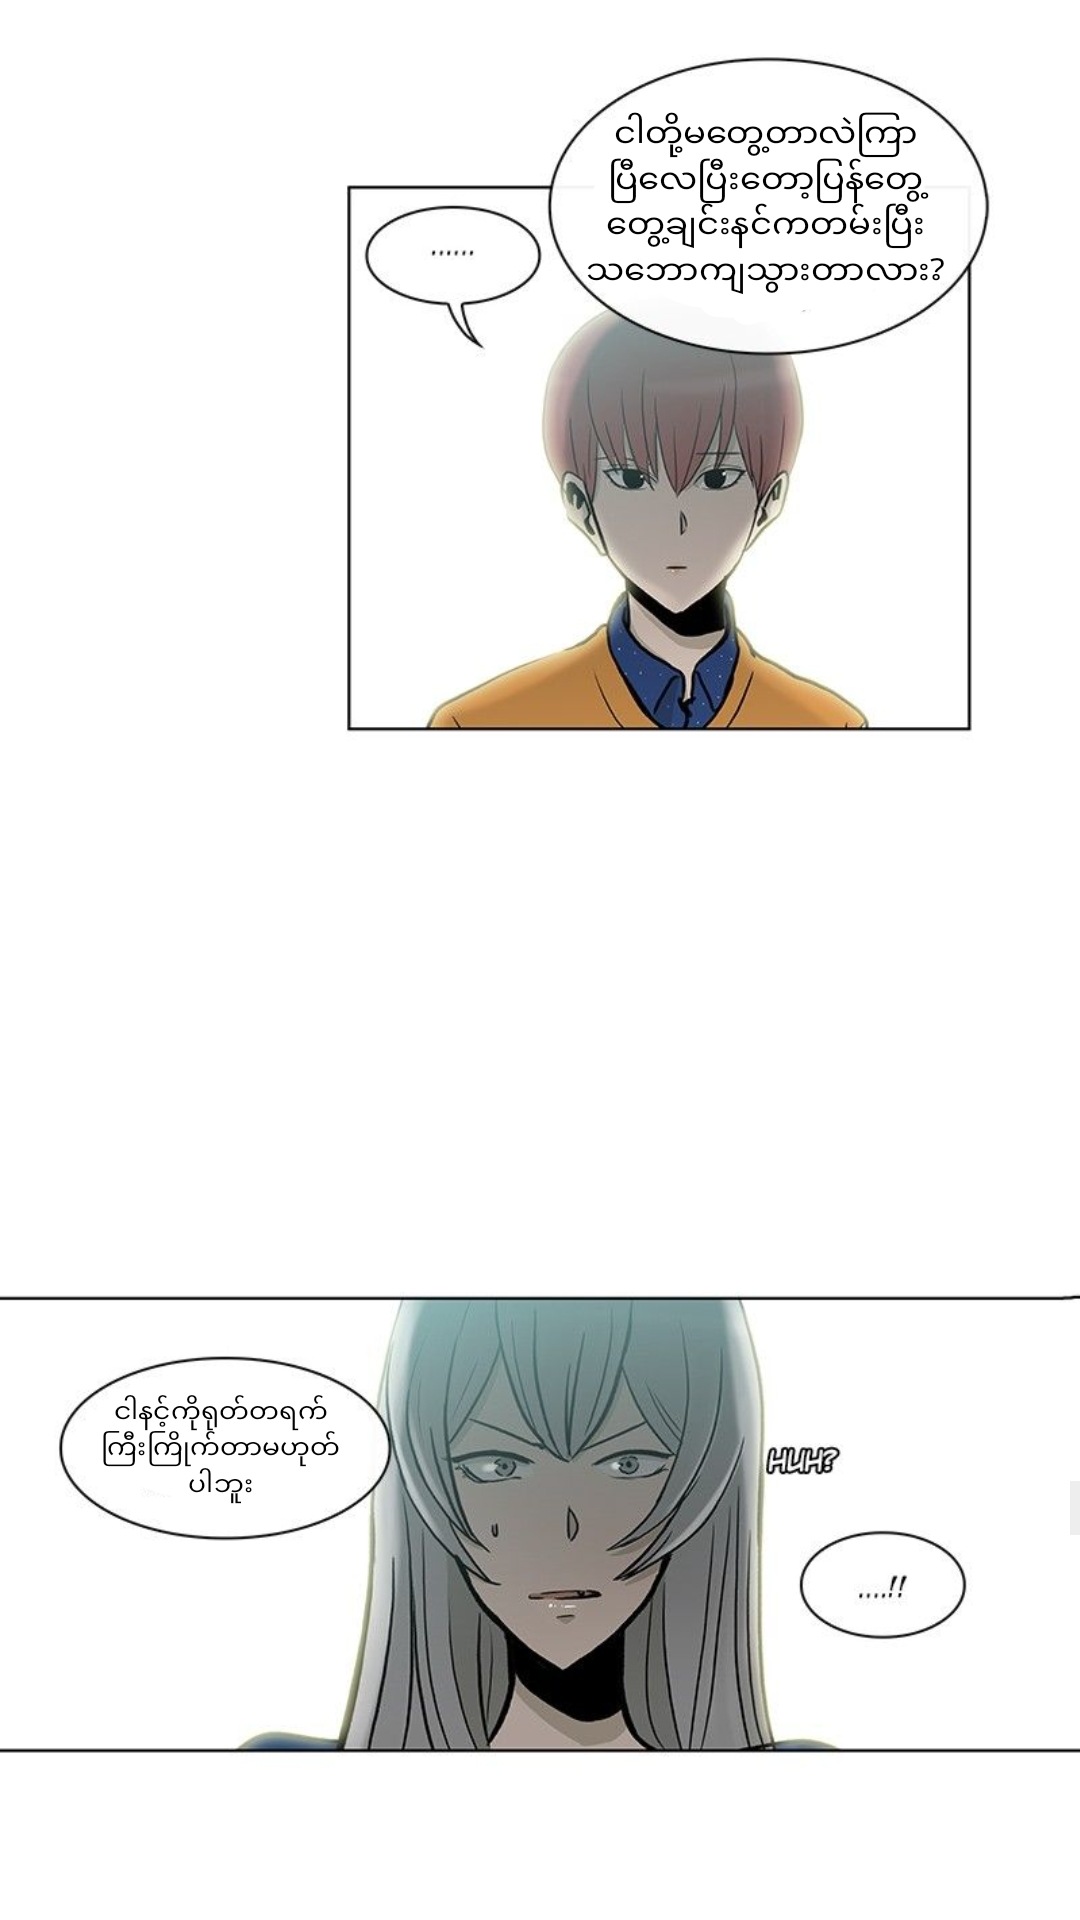 ငါတို့မတွေ့တာလဲကြာ
ပြီလေပြီးတော့ပြန်တွေ့
တွေ့ချင်းနင်ကတမ်းပြီး
သဘောကျသွားတာလား?
......
ငါနင့်ကိုရုတ်တရက်
ကြီးကြိုက်တာမဟုတ်
ပါဘူး
HUH?
....!!